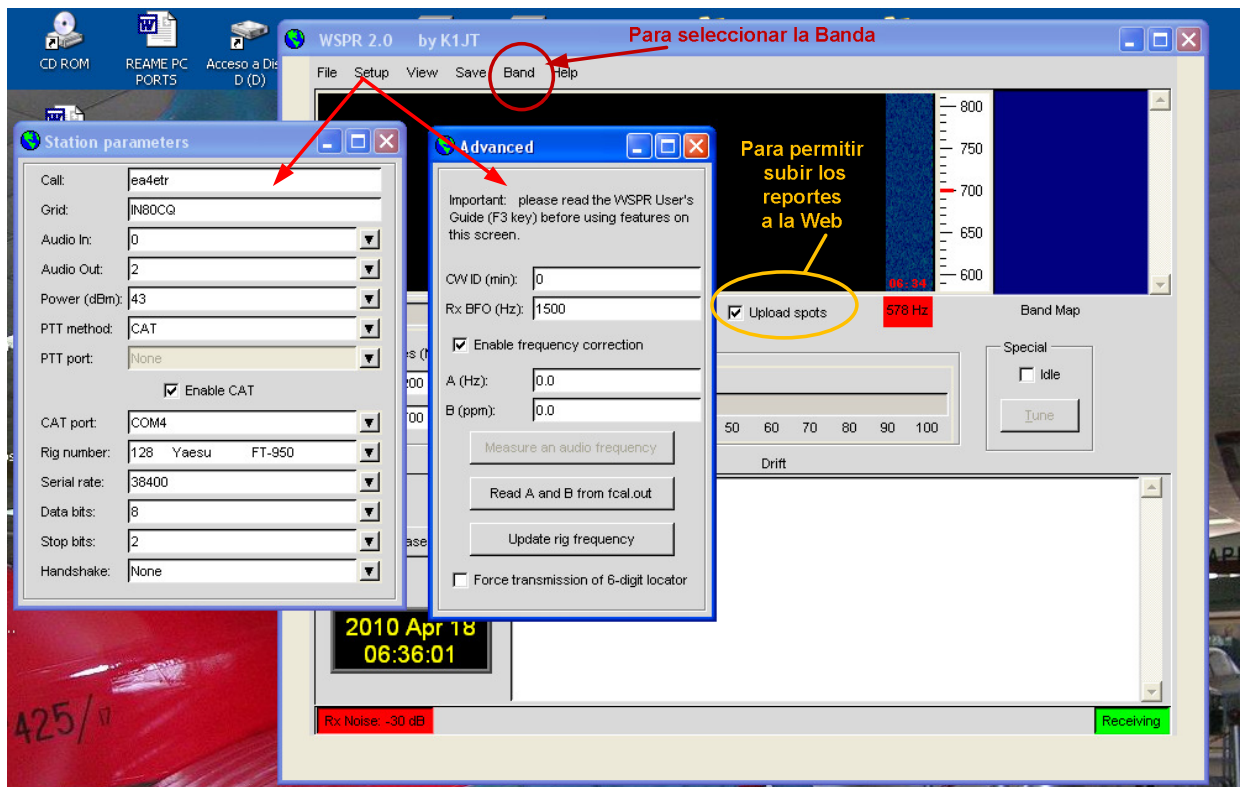 CD ROM
REAME PC
PORTS
Acceso a Dis
D (D)
WSPR 2.0 by K1JT
Para seleccionar la Banda
File Setup View Save Band Help
Station parameters
Call: ea4etr
Grid: IN80CQ
Audio In: 0
Audio Out: 2
Power (dBm): 43
PTT method: CAT
PTT port: None
Enable CAT
CAT port: COM4
Rig number: 128 Yaesu FT-950
Serial rate: 38400
Data bits: 8
Stop bits: 2
Handshake: None
Advanced
Important: please read the WSPR User's
Guide (F3 key) before using features on
this screen.
CW ID (min): 0
Rx BFO (Hz): 1500
Enable frequency correction
A (Hz): 0.0
B (ppm): 0.0
Measure an audio frequency
Read A and B from fcal.out
Update rig frequency
Force transmission of 6-digit locator
Para permitir
subir los
reportes
a la Web
06:34
800
750
700
650
600
Upload spots
578 Hz
Band Map
Special
Idle
Tune
50 60 70 80 90 100
Drift
2010 Apr 18
06:36:01
Rx Noise: -30 dB
Receiving
425/